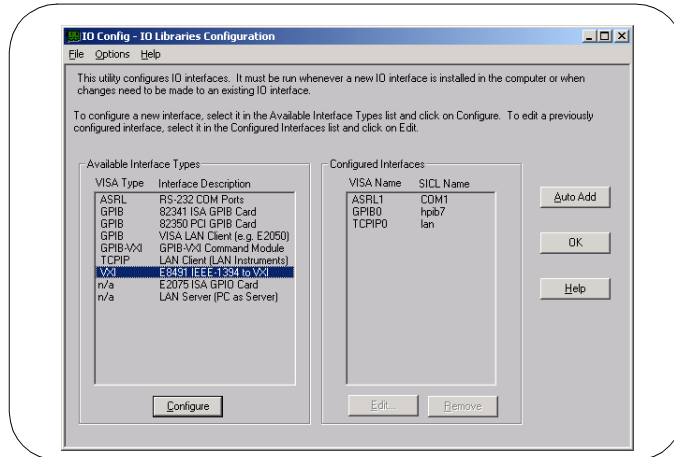 IO Config - IO Libraries Configuration
File Options Help
This utility configures IO interfaces. It must be run whenever a new IO interface is installed in the computer or when
changes need to be made to an existing IO interface.
To configure a new interface, select it in the Available Interface Types list and click on Configure. To edit a previously
configured interface, select it in the Configured Interfaces list and click on Edit.
Available Interface Types
VISA Type Interface Description
ASRL RS-232 COM Ports
GPIB 82341 ISA GPIB Card
GPIB 82350 PCI GPIB Card
GPIB VISA LAN Client (e.g. E2050)
GPIB-VXI GPIB-VXI Command Module
TCPIP LAN Client (LAN Instruments)
VXI E8491 IEEE-1394 to VXI
n/a E2075 ISA GPIO Card
n/a LAN Server (PC as Server)
Configure
Configured Interfaces
VISA Name SICL Name
ASRL1 COM1
GPIB0 hpib7
TCPIP0 lan
Edit... Remove
Auto Add
OK
Help